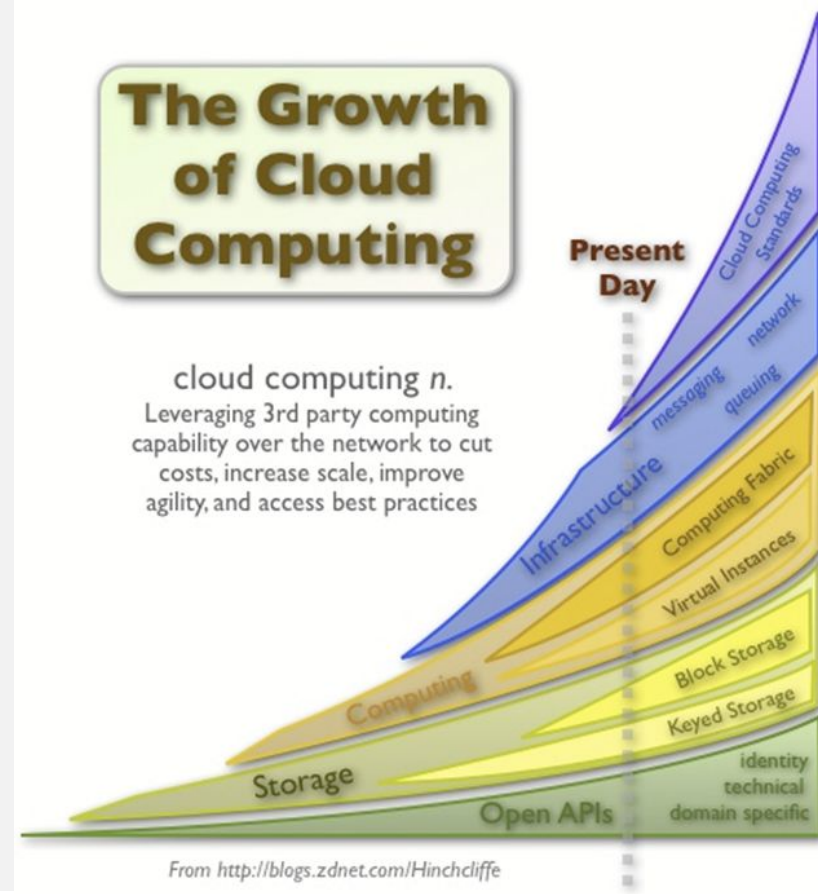 The Growth
of Cloud
Computing
Present
Day
cloud computing n.
Leveraging 3rd party computing
capability over the network to cut
costs, increase scale, improve
agility, and access best practices
Cloud Computing
Standards
network
messaging
queuing
Infrastructure
Computing Fabric
Virtual Instances
Computing
Block Storage
Keyed Storage
Storage
identity
technical
domain specific
Open APIs
From http://blogs.zdnet.com/Hinchcliffe